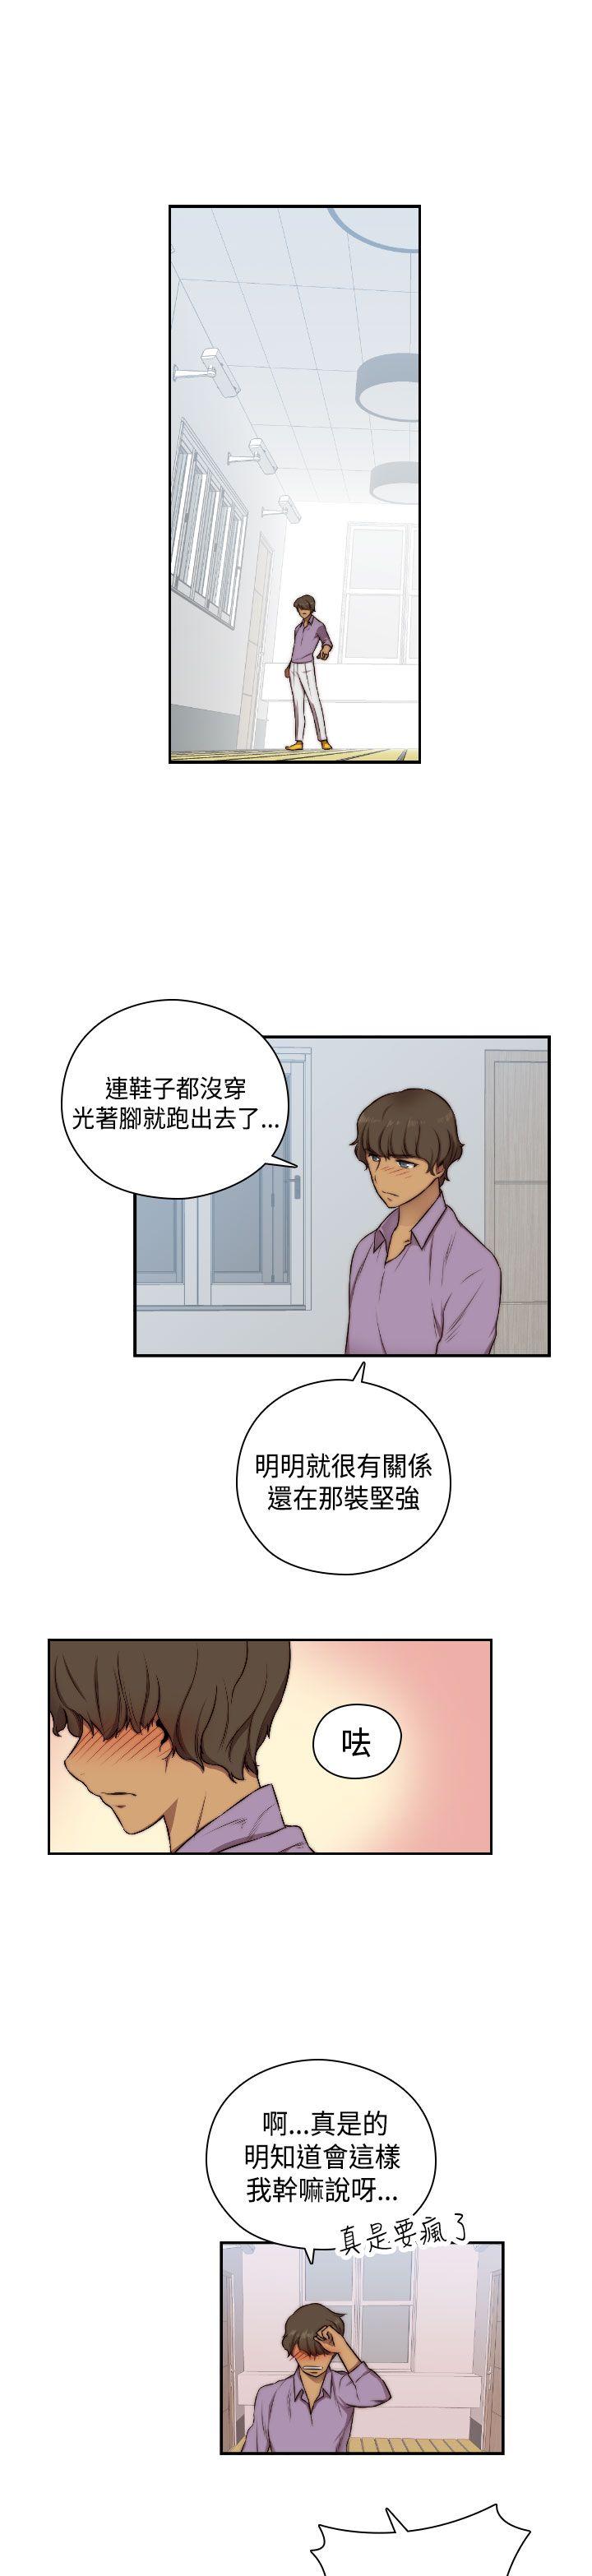 連鞋子都沒穿
光著腳就跑出去了...
明明就很有關係
還在那裝堅強
呿
啊...真是的
明知道會這樣
我幹嘛說呀...
真是要瘋了